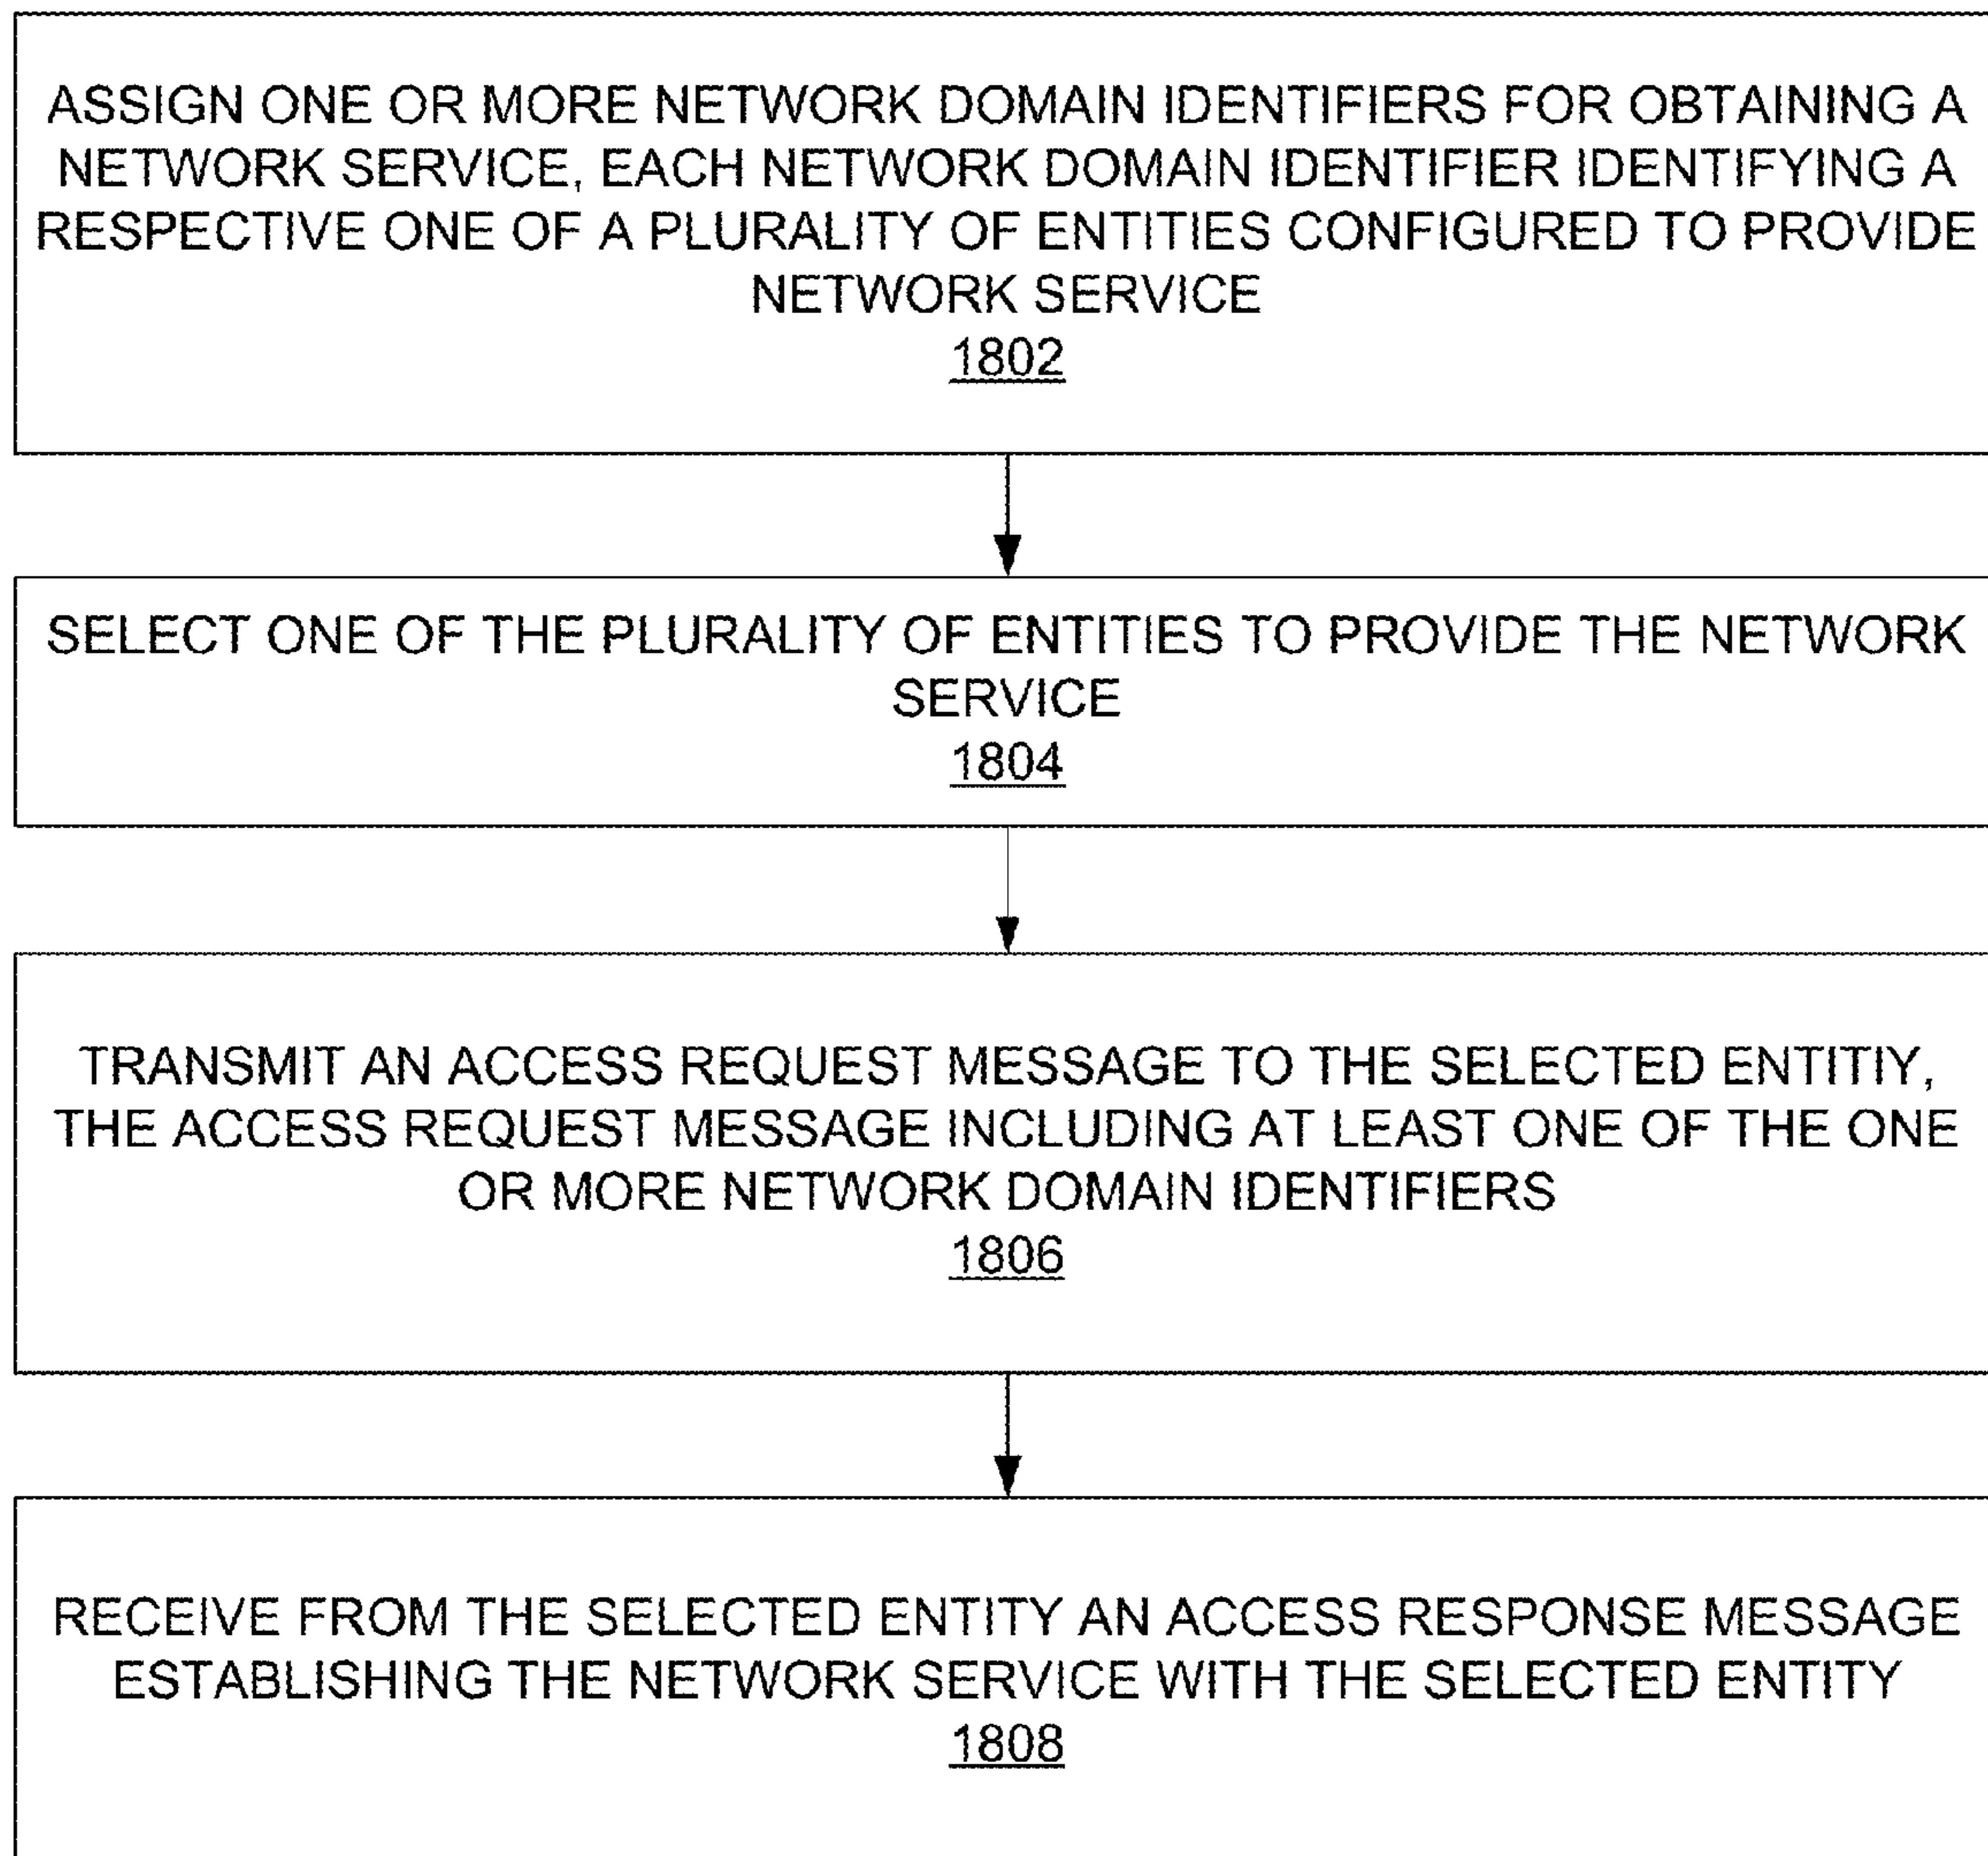 ASSIGN ONE OR MORE NETWORK DOMAIN IDENTIFIERS FOR OBTAINING A
NETWORK SERVICE, EACH NETWORK DOMAIN IDENTIFIER IDENTIFYING A
RESPECTIVE ONE OF A PLURALITY OF ENTITIES CONFIGURED TO PROVIDE
NETWORK SERVICE
1802
SELECT ONE OF THE PLURALITY OF ENTITIES TO PROVIDE THE NETWORK
SERVICE
1804
TRANSMIT AN ACCESS REQUEST MESSAGE TO THE SELECTED ENTITIY,
THE ACCESS REQUEST MESSAGE INCLUDING AT LEAST ONE OF THE ONE
OR MORE NETWORK DOMAIN IDENTIFIERS
1806
RECEIVE FROM THE SELECTED ENTITY AN ACCESS RESPONSE MESSAGE
ESTABLISHING THE NETWORK SERVICE WITH THE SELECTED ENTITY
1808